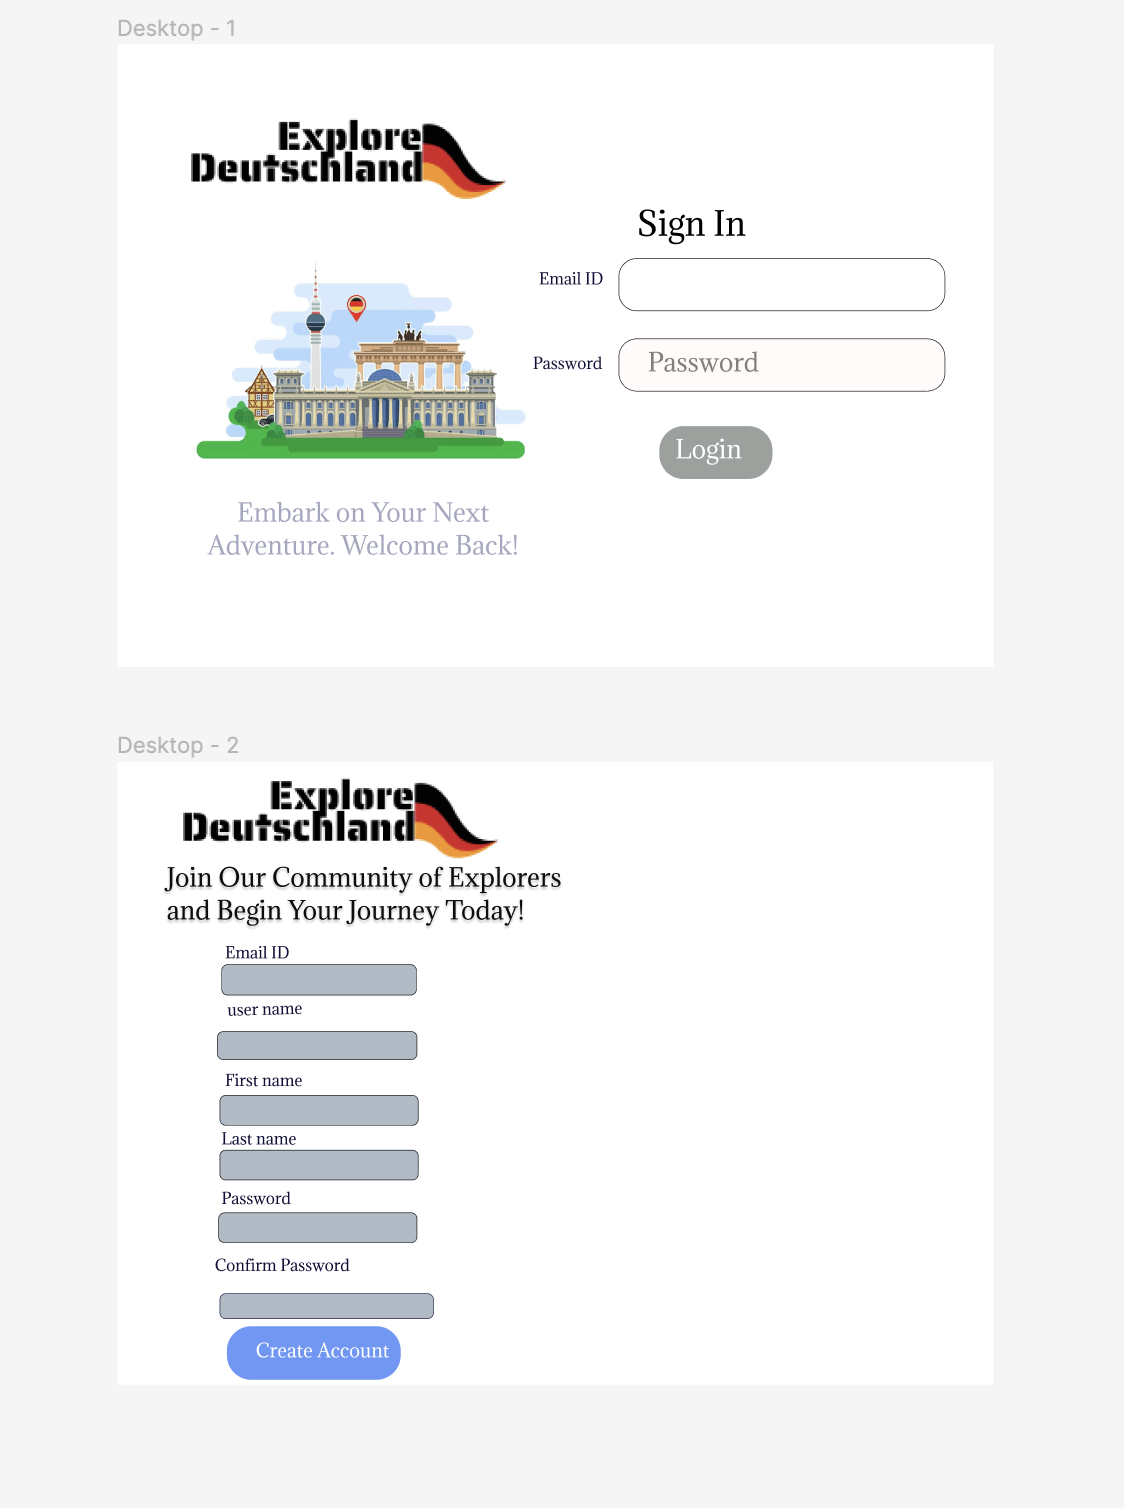 Desktop - 1
Explore
Deutschland
Sign In
Email ID
Password
Password
Login
Embark on Your Next
Adventure. Welcome Back!
Desktop - 2
Explore
Deutschland
Join Our Community of Explorers
and Begin Your Journey Today!
Email ID
user name
First name
Last name
Password
Confirm Password
Create Account